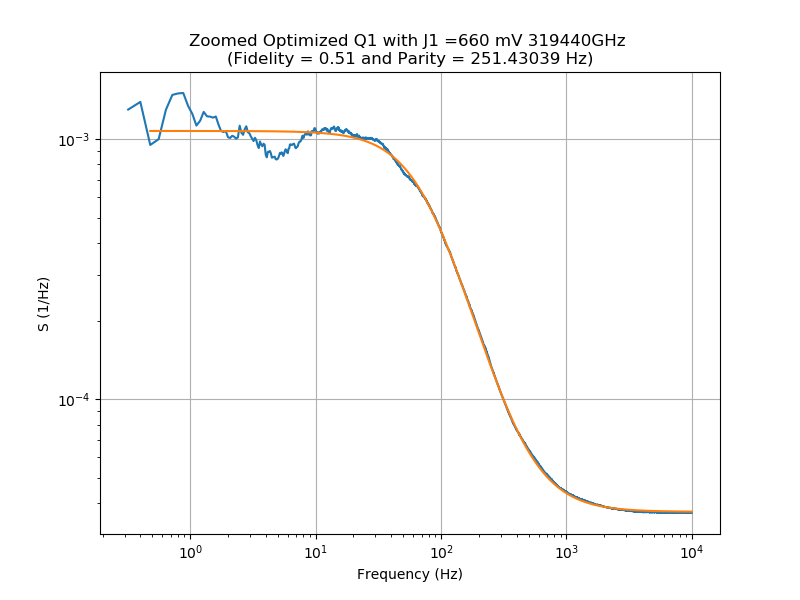 Zoomed Optimized Q1 with J1 =660 mV 319440GHz
(Fidelity = 0.51 and Parity = 251.43039 Hz)
S (1/Hz)
10⁻³
10⁻⁴
10⁰ 10¹ 10² 10³ 10⁴
Frequency (Hz)